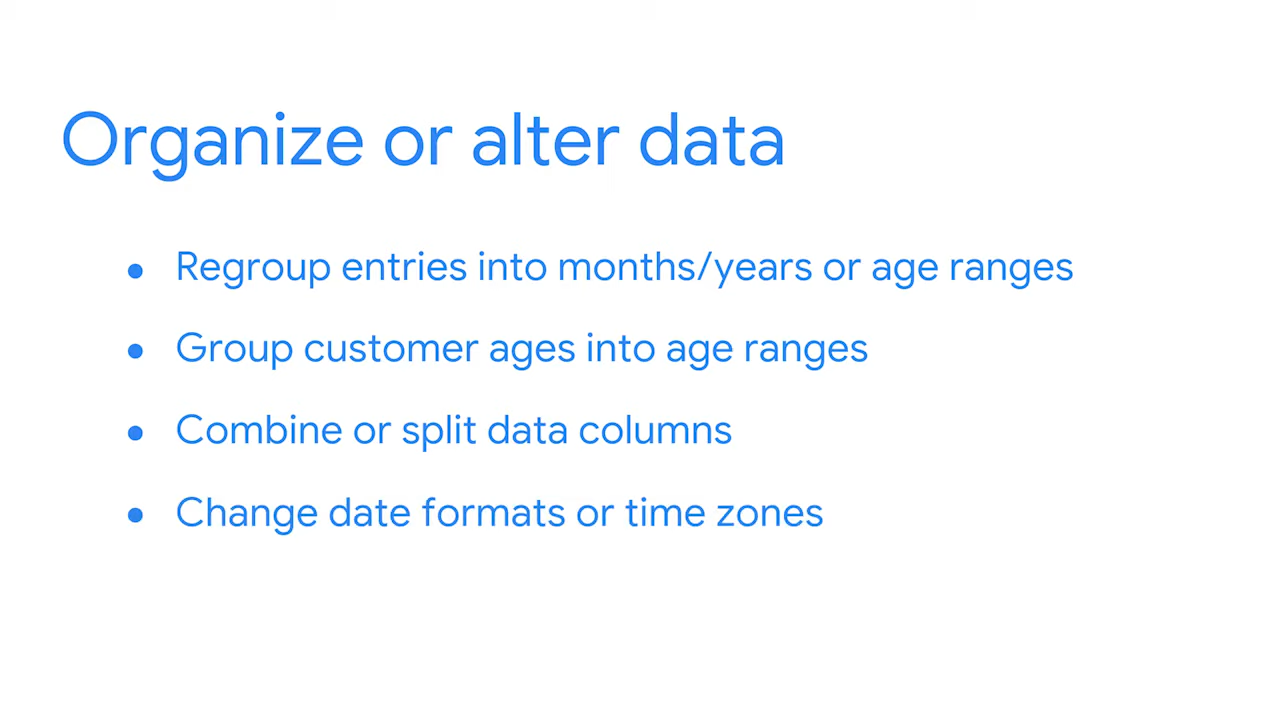 Organize or alter data
● Regroup entries into months/years or age ranges
● Group customer ages into age ranges
● Combine or split data columns
● Change date formats or time zones